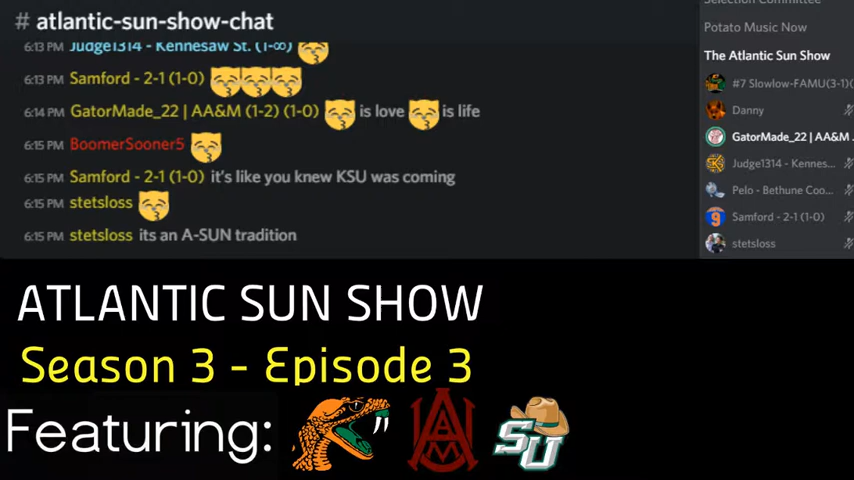 # atlantic-sun-show-chat
6:13 PM Judge1314 - Kennesaw St. (1-∞)
6:13 PM Samford - 2-1 (1-0)
6:14 PM GatorMade_22 | AA&M (1-2) (1-0) is love is life
6:15 PM BoomerSooner5
6:15 PM Samford - 2-1 (1-0) it's like you knew KSU was coming
6:15 PM stetsloss
6:15 PM stetsloss its an A-SUN tradition
Selection Committee
Potato Music Now
The Atlantic Sun Show
#7 Slowlow-FAMU(3-1)(
Danny
GatorMade_22 | AA&M .
Judge1314 - Kennes...
Pelo - Bethune Coo...
Samford - 2-1 (1-0)
stetsloss
ATLANTIC SUN SHOW
Season 3 - Episode 3
Featuring:
AAM
SU